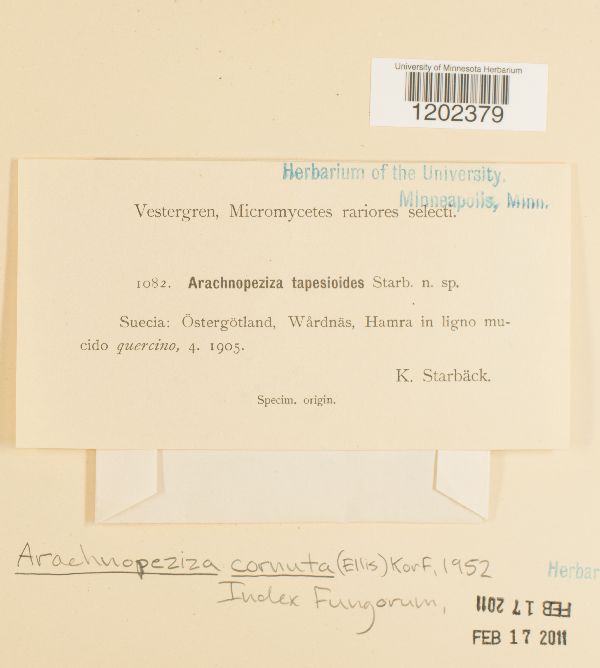 University of Minnesota Herbarium
1202379
Herbarium of the University.
Minneapolis, Minn.
Vestergren, Micromycetes rariores selecti.
1082. Arachnopeziza tapesioides Starb. n. sp.
Suecia: Östergötland, Wårdnäs, Hamra in ligno mu-
cido quercino, 4. 1905.
K. Starbäck.
Specim. origin.
Arachnopeziza cornuta (Ellis) Korf, 1952
Index Fungorum,
Herbar
FEB 17 2011
FEB 17 2011